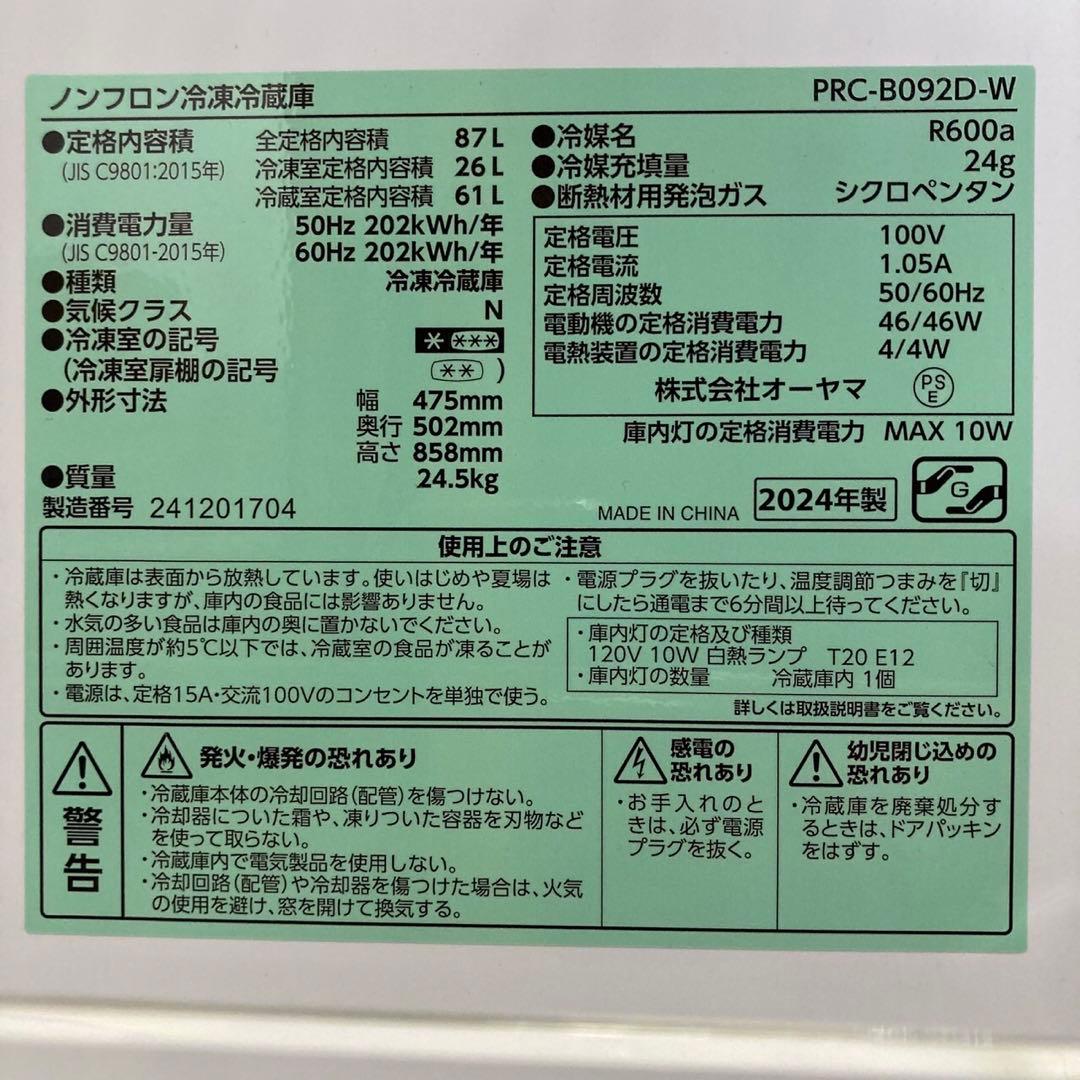 ノンフロン冷凍冷蔵庫
PRC-B092D-W
●定格内容積 全定格内容積 87L
(JIS C9801:2015年) 冷凍室定格内容積 26L
冷蔵室定格内容積 61L
●消費電力量 50Hz 202kWh/年
(JIS C9801-2015年) 60Hz 202kWh/年
●種類 冷凍冷蔵庫
●気候クラス N
●冷凍室の記号 * ***
(冷凍室扉棚の記号 ** )
●外形寸法 幅 475mm
奥行 502mm
高さ 858mm
●質量 24.5kg
製造番号 241201704
●冷媒名 R600a
●冷媒充填量 24g
●断熱材用発泡ガス シクロペンタン
定格電圧 100V
定格電流 1.05A
定格周波数 50/60Hz
電動機の定格消費電力 46/46W
電熱装置の定格消費電力 4/4W
株式会社オーヤマ PSE
庫内灯の定格消費電力 MAX 10W
MADE IN CHINA 2024年製 G
使用上のご注意
・冷蔵庫は表面から放熱しています。使いはじめや夏場は
熱くなりますが、庫内の食品には影響ありません。
・水気の多い食品は庫内の奥に置かないでください。
・周囲温度が約5℃以下では、冷蔵室の食品が凍ることが
あります。
・電源は、定格15A・交流100Vのコンセントを単独で使う。
・電源プラグを抜いたり、温度調節つまみを『切』
にしたら通電まで6分間以上待ってください。
・庫内灯の定格及び種類
120V 10W 白熱ランプ T20 E12
・庫内灯の数量 冷蔵庫内 1個
詳しくは取扱説明書をご覧ください。
警告
発火・爆発の恐れあり
・冷蔵庫本体の冷却回路(配管)を傷つけない。
・冷却器についた霜や、凍りついた容器を刃物など
を使って取らない。
・冷蔵庫内で電気製品を使用しない。
・冷却回路(配管)や冷却器を傷つけた場合は、火気
の使用を避け、窓を開けて換気する。
感電の
恐れあり
・お手入れのと
きは、必ず電源
プラグを抜く。
幼児閉じ込めの
恐れあり
・冷蔵庫を廃棄処分す
るときは、ドアパッキン
をはずす。